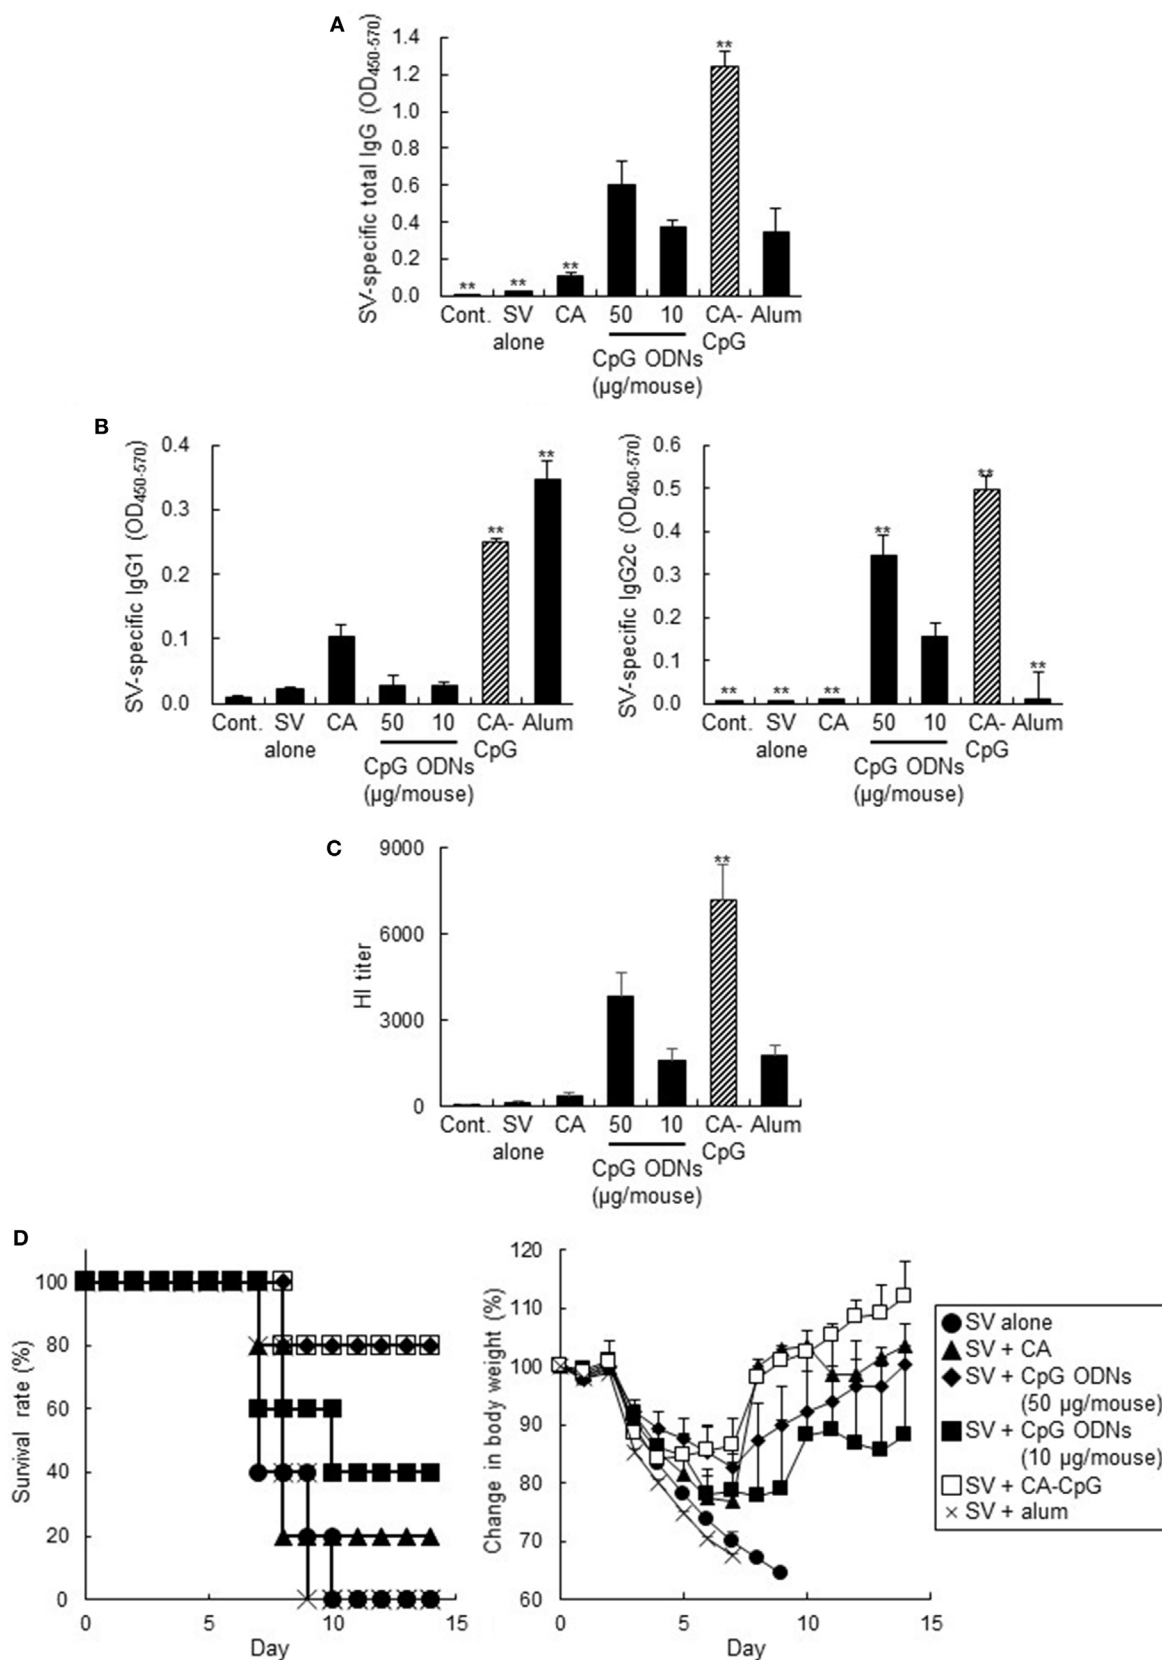 A
SV-specific total IgG (OD450-570)
1.4
1.2
1.0
0.8
0.6
0.4
0.2
0.0
**
**
**
**
Cont. SV CA 50 10 CA- Alum
alone CpG
CpG ODNs
(µg/mouse)
B
SV-specific IgG1 (OD450-570)
0.4
0.3
0.2
0.1
0.0
**
**
Cont. SV CA 50 10 CA- Alum
alone CpG
CpG ODNs
(µg/mouse)
SV-specific IgG2c (OD450-570)
0.6
0.5
0.4
0.3
0.2
0.1
0.0
**
**
**
**
**
**
Cont. SV CA 50 10 CA- Alum
alone CpG
CpG ODNs
(µg/mouse)
C
HI titer
9000
6000
3000
0
**
Cont. SV CA 50 10 CA- Alum
alone CpG
CpG ODNs
(µg/mouse)
D
Survival rate (%)
100
80
60
40
20
0
0 5 10 15
Day
Change in body weight (%)
120
110
100
90
80
70
60
0 5 10 15
Day
SV alone
SV + CA
SV + CpG ODNs
(50 µg/mouse)
SV + CpG ODNs
(10 µg/mouse)
SV + CA-CpG
SV + alum